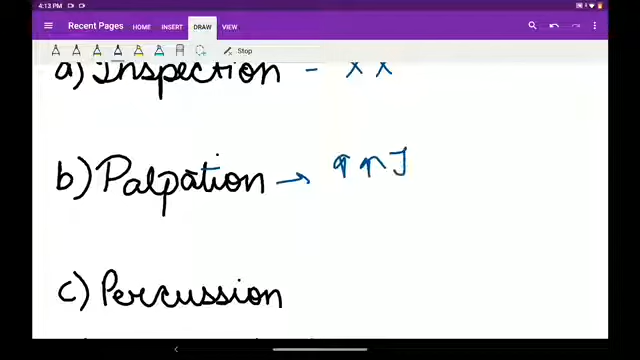 4:13 PM
Recent Pages HOME INSERT DRAW VIEW
Stop
a) Inspection - X X
b) Palpation →
c) Percussion